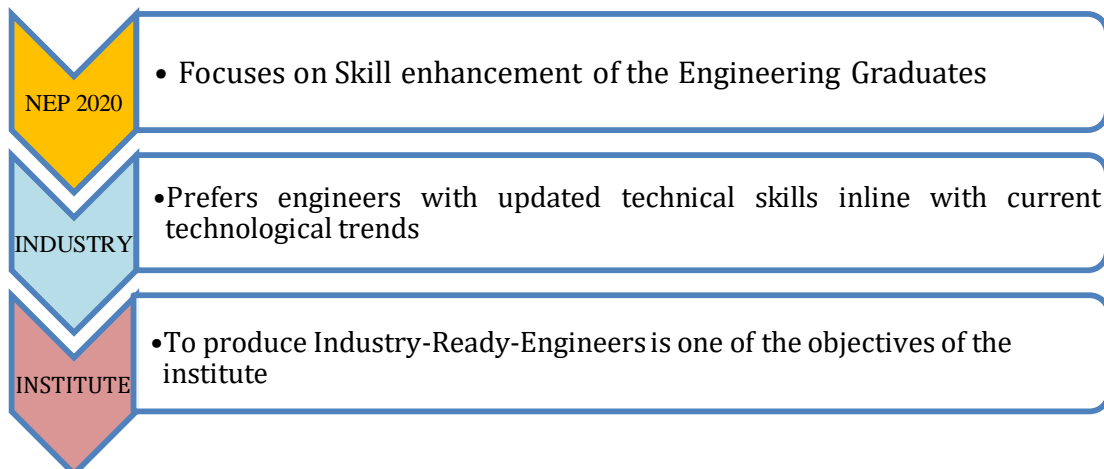 NEP 2020
• Focuses on Skill enhancement of the Engineering Graduates
INDUSTRY
•Prefers engineers with updated technical skills inline with current
technological trends
INSTITUTE
•To produce Industry-Ready-Engineers is one of the objectives of the
institute